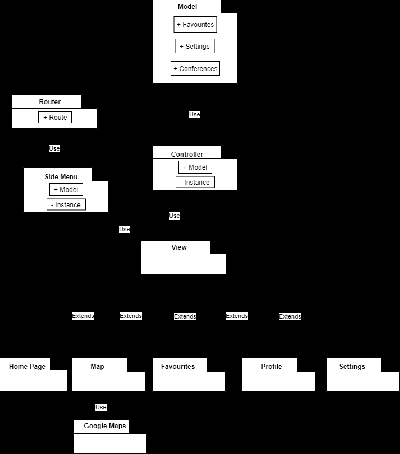 Model
+ Favourites
+ Settings
+ Conferences
Router
+ Route
Use
Use
Controller
+ Model
- Instance
Side Menu
+ Model
- Instance
Use
Use
View
Extends
Extends
Extends
Extends
Extends
Home Page
Map
Favourites
Profile
Settings
Use
Google Maps